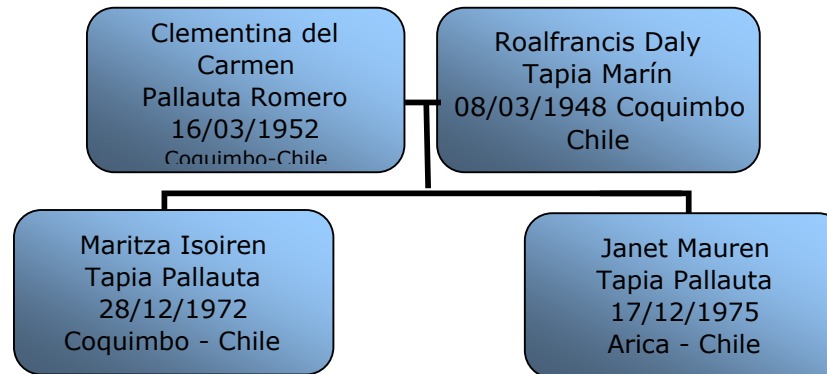 Clementina del
Carmen
Pallauta Romero
16/03/1952
Coquimbo-Chile
Roalfrancis Daly
Tapia Marín
08/03/1948 Coquimbo
Chile
Maritza Isoiren
Tapia Pallauta
28/12/1972
Coquimbo - Chile
Janet Mauren
Tapia Pallauta
17/12/1975
Arica - Chile